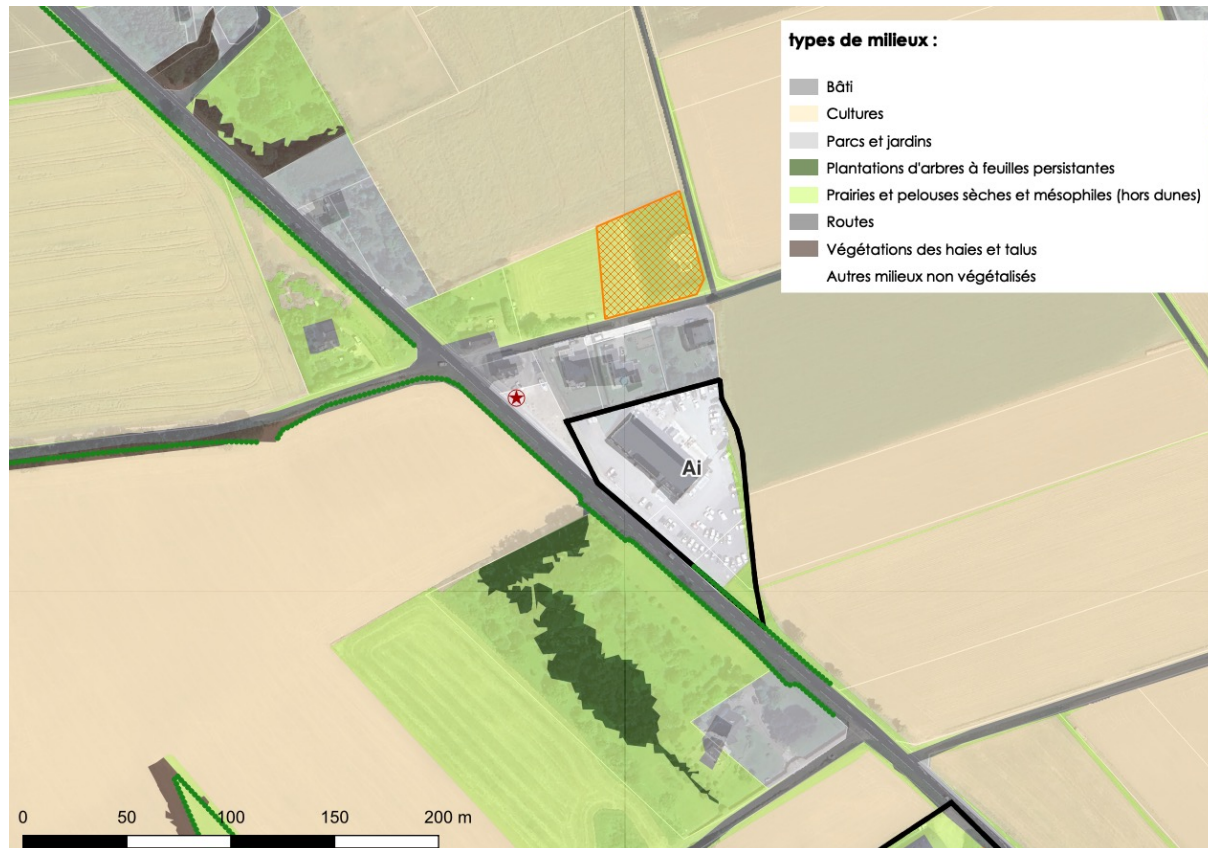 types de milieux :
Bâti
Cultures
Parcs et jardins
Plantations d'arbres à feuilles persistantes
Prairies et pelouses sèches et mésophiles (hors dunes)
Routes
Végétations des haies et talus
Autres milieux non végétalisés
Ai
0 50 100 150 200 m